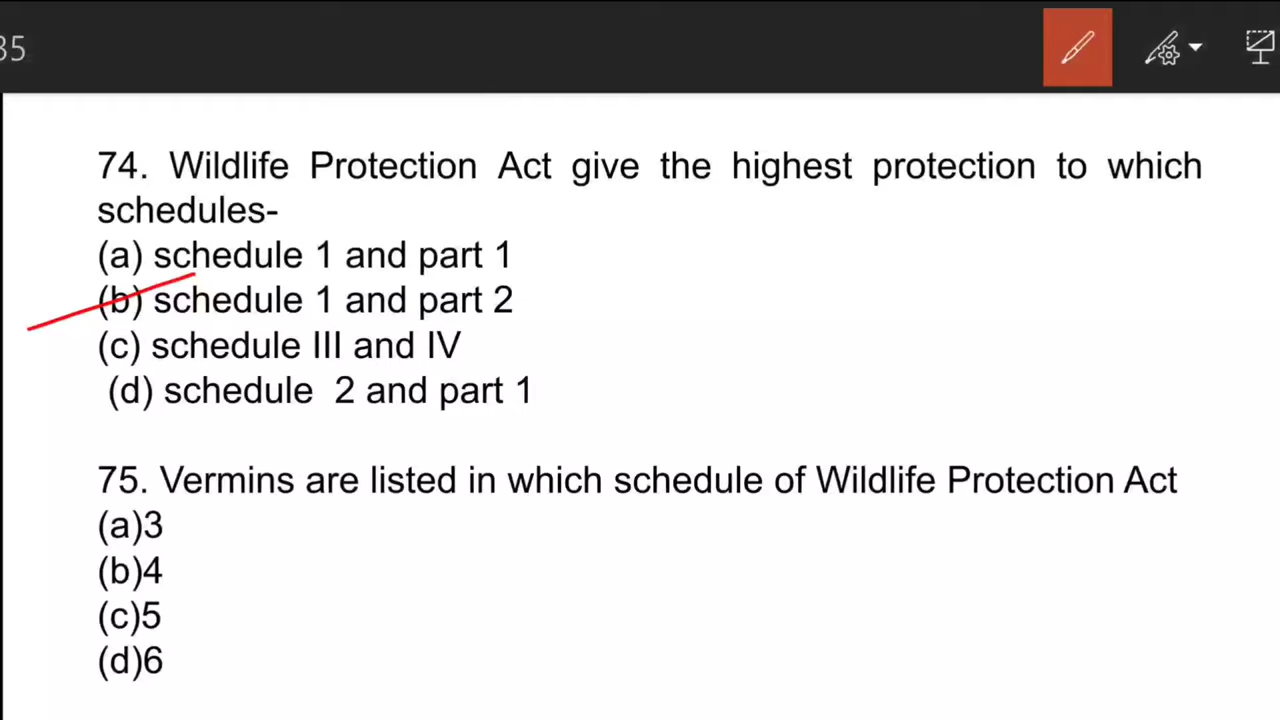 35
74. Wildlife Protection Act give the highest protection to which
schedules-
(a) schedule 1 and part 1
(b) schedule 1 and part 2
(c) schedule III and IV
(d) schedule 2 and part 1
75. Vermins are listed in which schedule of Wildlife Protection Act
(a)3
(b)4
(c)5
(d)6